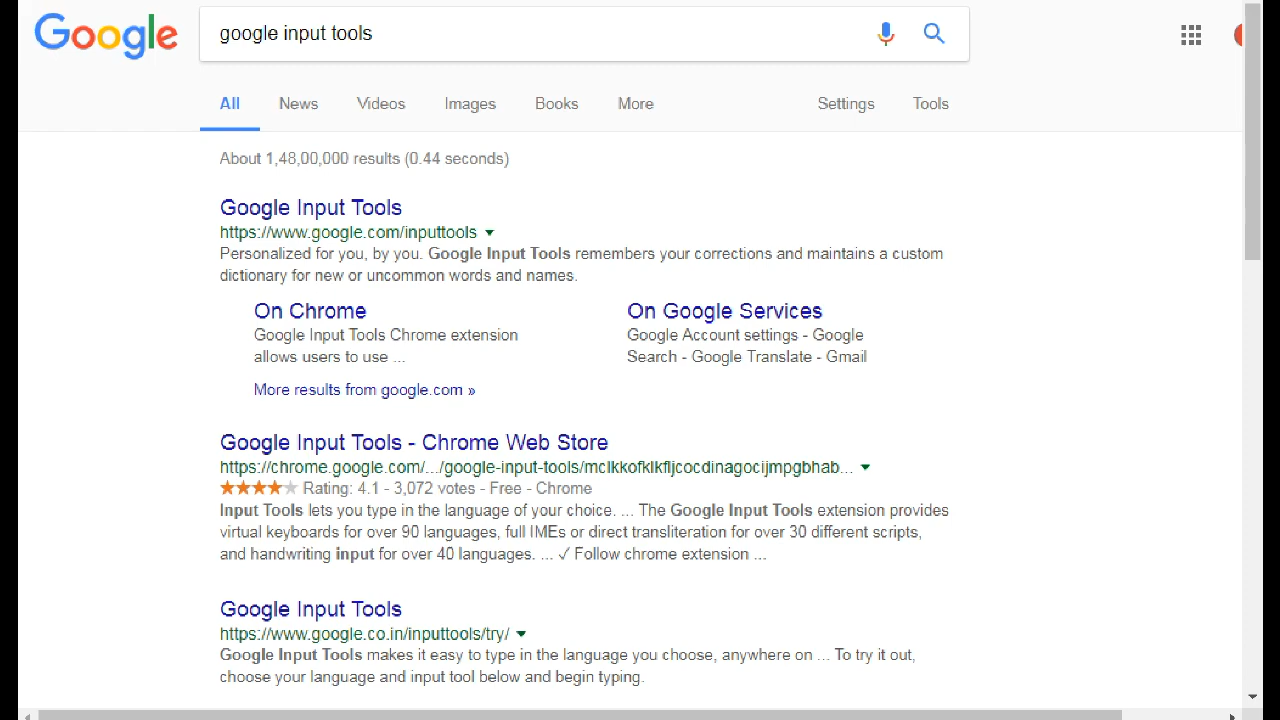 Google
google input tools
All News Videos Images Books More Settings Tools
About 1,48,00,000 results (0.44 seconds)
Google Input Tools
https://www.google.com/inputtools
Personalized for you, by you. Google Input Tools remembers your corrections and maintains a custom
dictionary for new or uncommon words and names.
On Chrome
Google Input Tools Chrome extension
allows users to use ...
On Google Services
Google Account settings - Google
Search - Google Translate - Gmail
More results from google.com »
Google Input Tools - Chrome Web Store
https://chrome.google.com/.../google-input-tools/mclkkofklkfljcocdinagocijmpgbhab...
Rating: 4.1 - 3,072 votes - Free - Chrome
Input Tools lets you type in the language of your choice. ... The Google Input Tools extension provides
virtual keyboards for over 90 languages, full IMEs or direct transliteration for over 30 different scripts,
and handwriting input for over 40 languages. ... ✓ Follow chrome extension ...
Google Input Tools
https://www.google.co.in/inputtools/try/
Google Input Tools makes it easy to type in the language you choose, anywhere on ... To try it out,
choose your language and input tool below and begin typing.